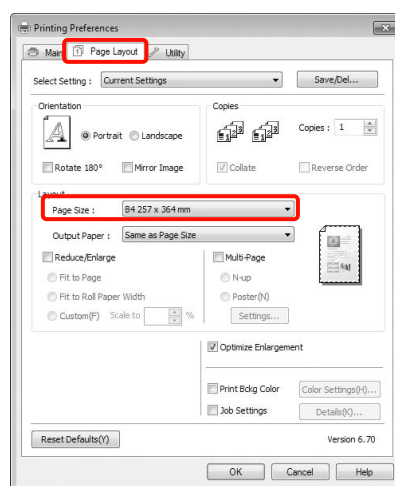 Printing Preferences
Main Page Layout Utility
Select Setting : Current Settings Save/Del...
Orientation Copies
Portrait Landscape Copies : 1
Rotate 180° Mirror Image Collate Reverse Order
Layout
Page Size : B4 257 x 364 mm
Output Paper : Same as Page Size
Reduce/Enlarge Multi-Page
Fit to Page N-up
Fit to Roll Paper Width Poster(N)
Custom(F) Scale to % Settings...
Optimize Enlargement
Print Bckg Color Color Settings(H)...
Job Settings Details(K)...
Reset Defaults(Y) Version 6.70
OK Cancel Help